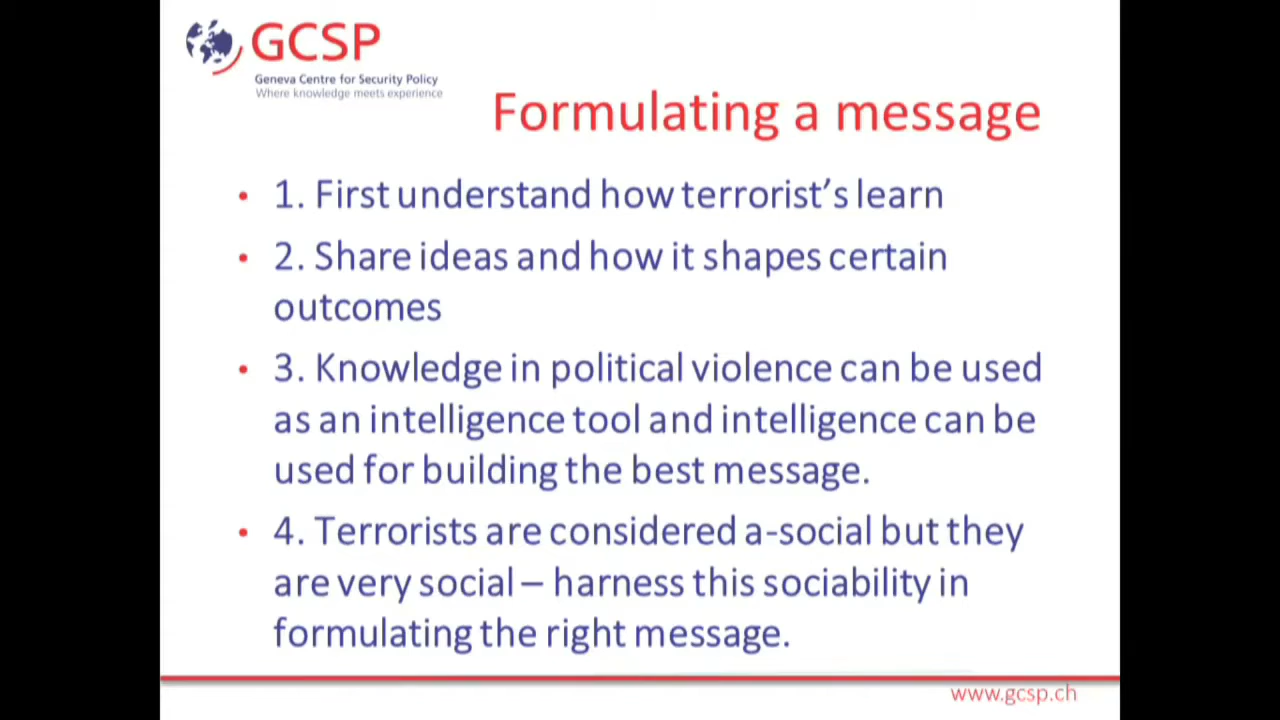 GCSP
Geneva Centre for Security Policy
Where knowledge meets experience
Formulating a message
• 1. First understand how terrorist’s learn
• 2. Share ideas and how it shapes certain
outcomes
• 3. Knowledge in political violence can be used
as an intelligence tool and intelligence can be
used for building the best message.
• 4. Terrorists are considered a-social but they
are very social – harness this sociability in
formulating the right message.
www.gcsp.ch